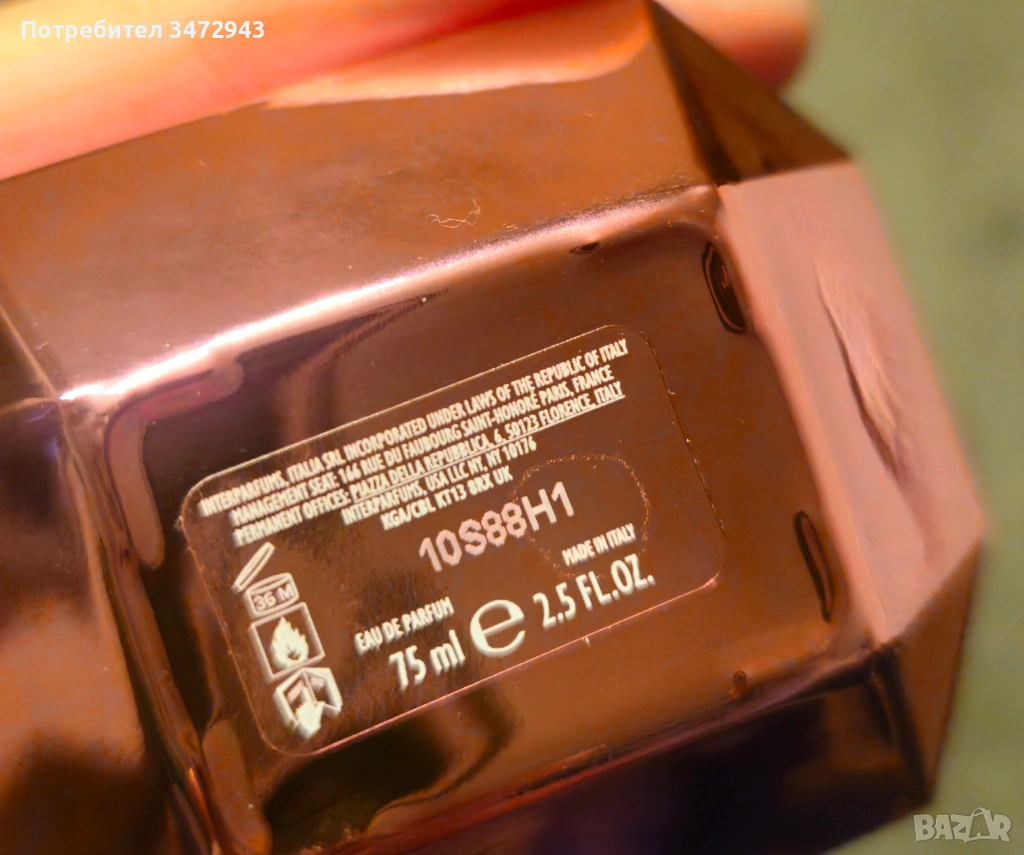 Потребител 3472943
INTERPARFUMS, ITALIA SRL INCORPORATED UNDER LAWS OF THE REPUBLIC OF ITALY
MANAGEMENT SEAT: 166 RUE DU FAUBOURG SAINT-HONORÉ PARIS, FRANCE
PERMANENT OFFICES: PIAZZA DELLA REPUBBLICA, 6, 50123 FLORENCE, ITALY
INTERPARFUMS, USA LLC NY, NY 10176
KGA/CBL KT13 8RX UK
10S88H1
MADE IN ITALY
36 M
EAU DE PARFUM
75 ml e 2.5 FL.OZ.
BAZAR